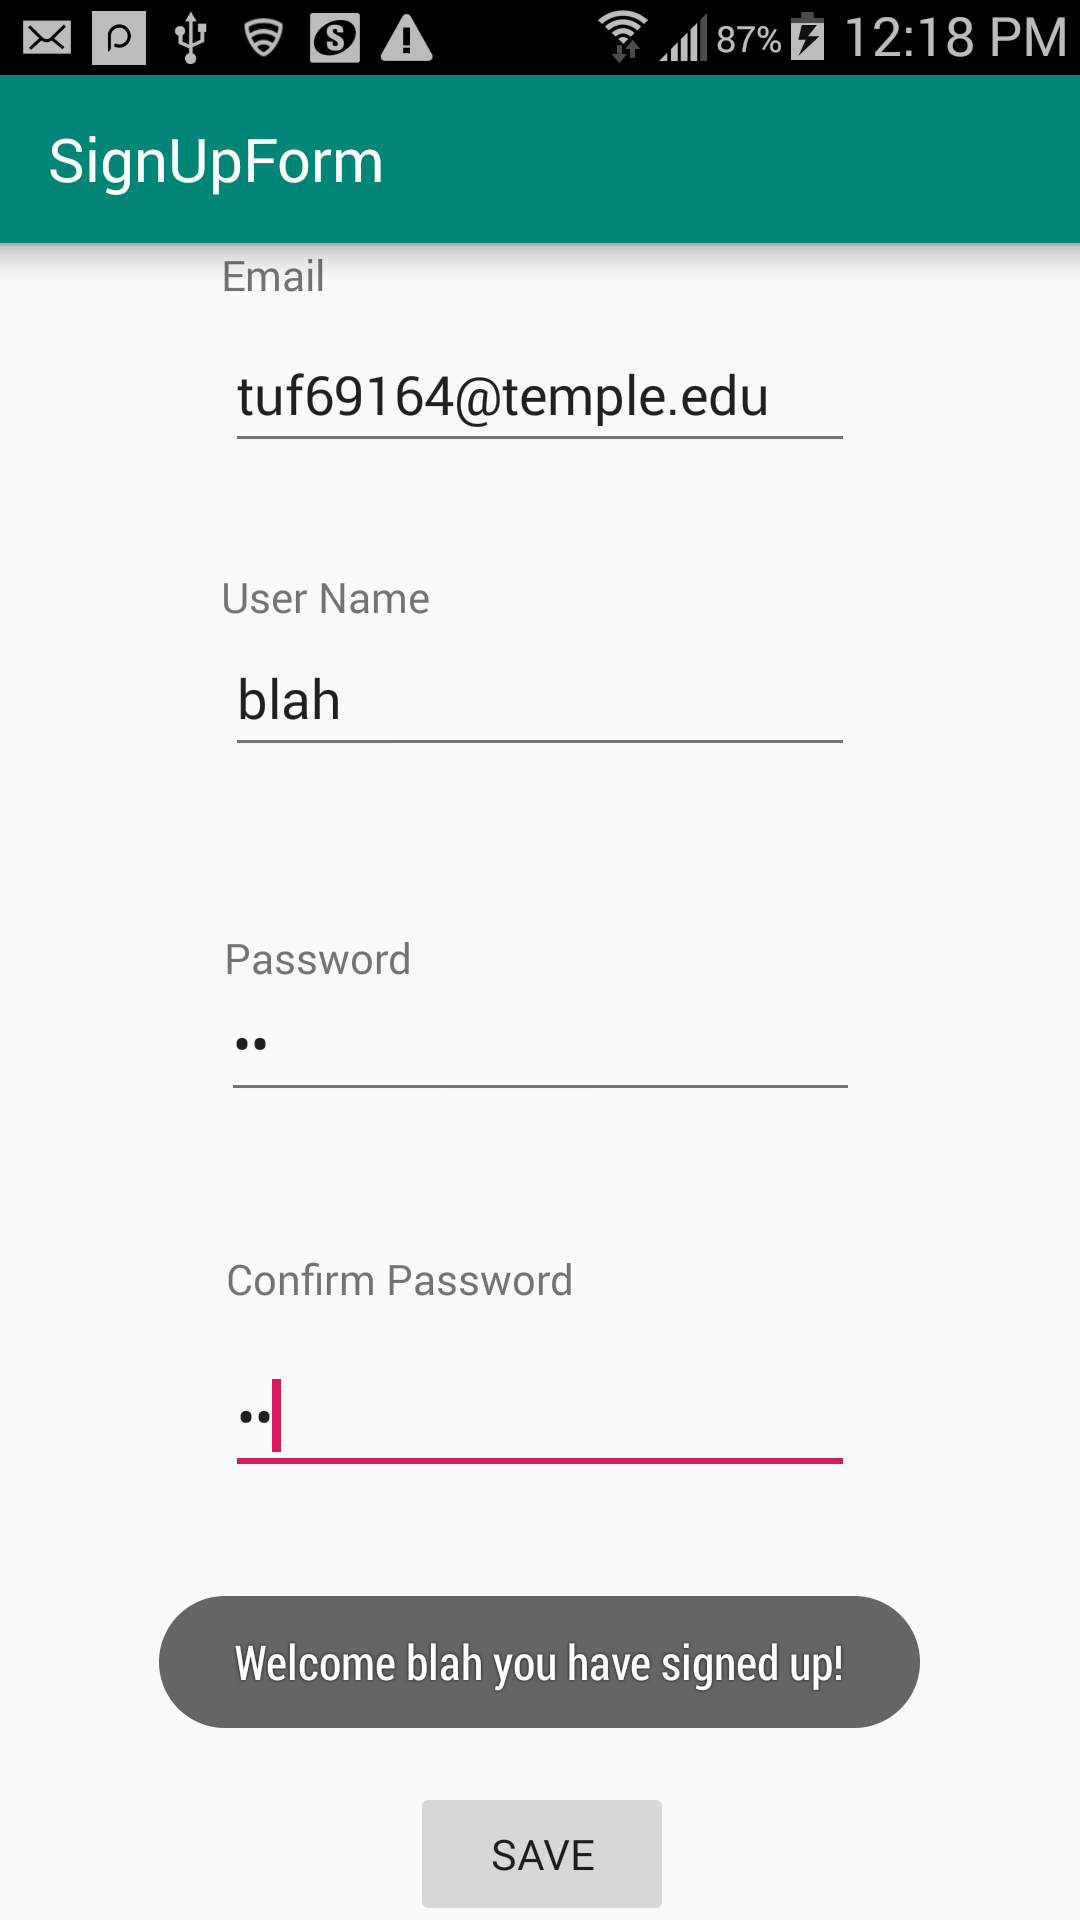 87% 12:18 PM
SignUpForm
Email
tuf69164@temple.edu
User Name
blah
Password
••
Confirm Password
••
Welcome blah you have signed up!
SAVE